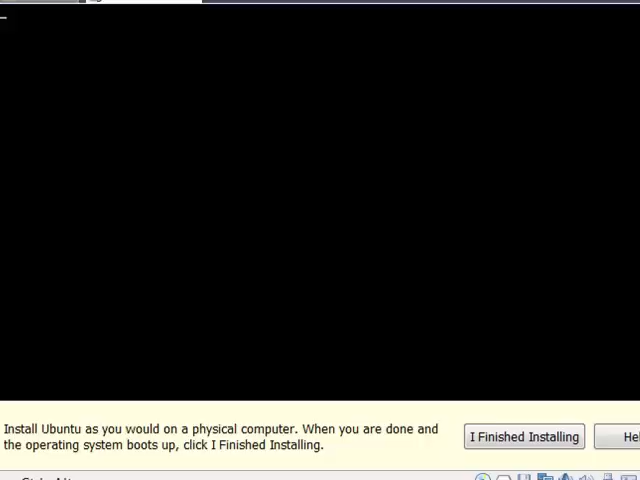 Install Ubuntu as you would on a physical computer. When you are done and
the operating system boots up, click I Finished Installing.
I Finished Installing
Hel